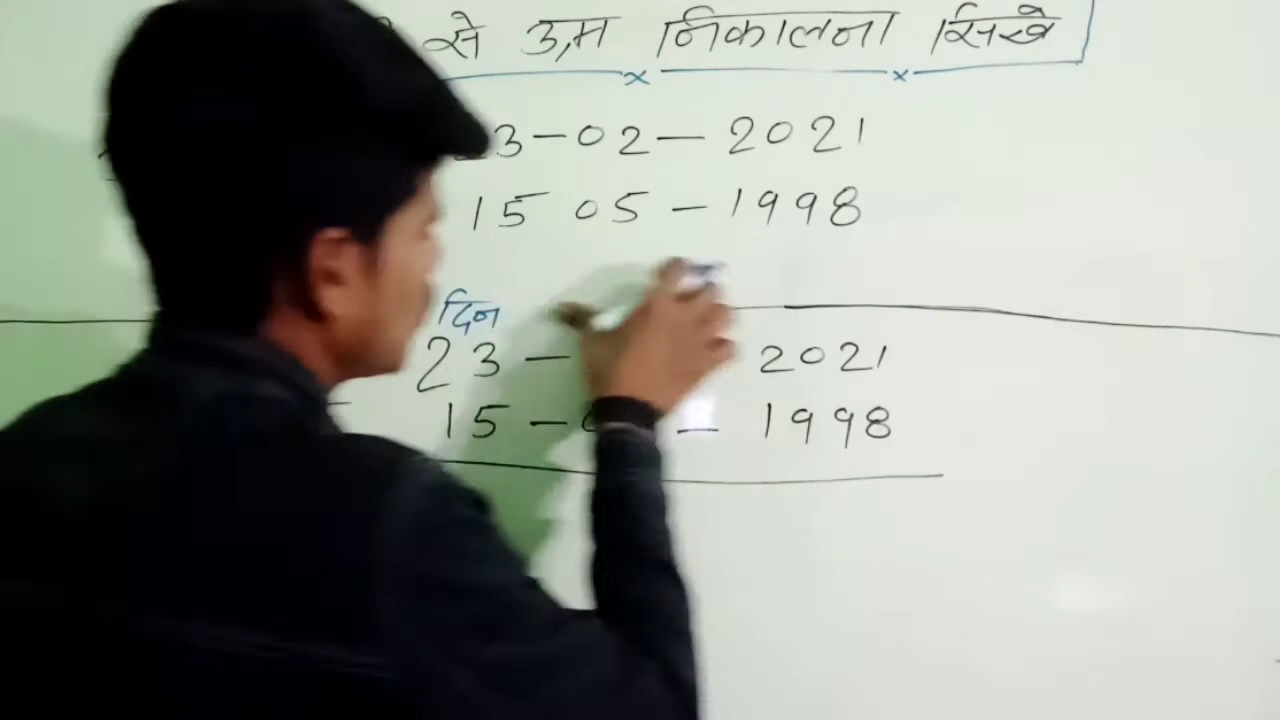 से उम्र निकालना सिखे
3-02-2021
15 05-1998
दिन
23- 2021
15- - 1998